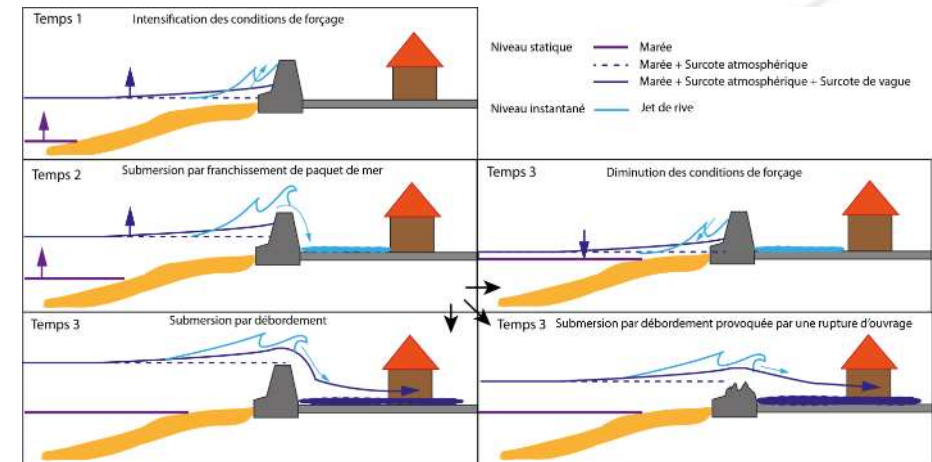 Temps 1
Intensification des conditions de forçage
Niveau statique
Marée
Marée + Surcote atmosphérique
Marée + Surcote atmosphérique + Surcote de vague
Niveau instantané
Jet de rive
Temps 2
Submersion par franchissement de paquet de mer
Temps 3
Diminution des conditions de forçage
Temps 3
Submersion par débordement
Temps 3
Submersion par débordement provoquée par une rupture d'ouvrage